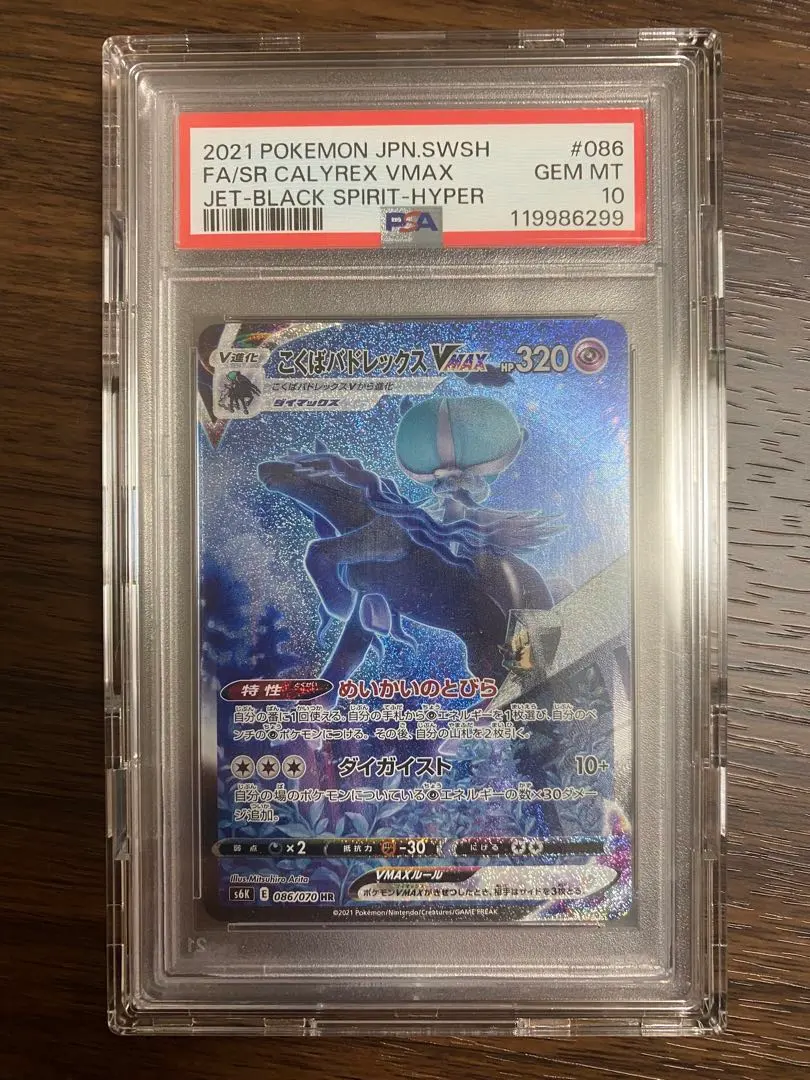 2021 POKEMON JPN.SWSH #086
FA/SR CALYREX VMAX GEM MT
JET-BLACK SPIRIT-HYPER 10
PSA 119986299
V進化 こくばバドレックス VMAX HP320
こくばバドレックスVから進化
ダイマックス
特性 とくせい めいかいのとびら
自分の番に1回使える。自分の手札から エネルギーを1枚選び、自分のベ
ンチの ポケモンにつける。その後、自分の山札を2枚引く。
ダイガイスト 10+
自分の場のポケモンについている エネルギーの数×30ダメー
ジ追加。
弱点 ×2 抵抗力 -30 にげる
VMAXルール
ポケモンVMAXがきぜつしたとき、相手はサイドを3枚とる
Illus.Mitsuhiro Arita
s6K E 086/070 HR
©2021 Pokémon/Nintendo/Creatures/GAME FREAK